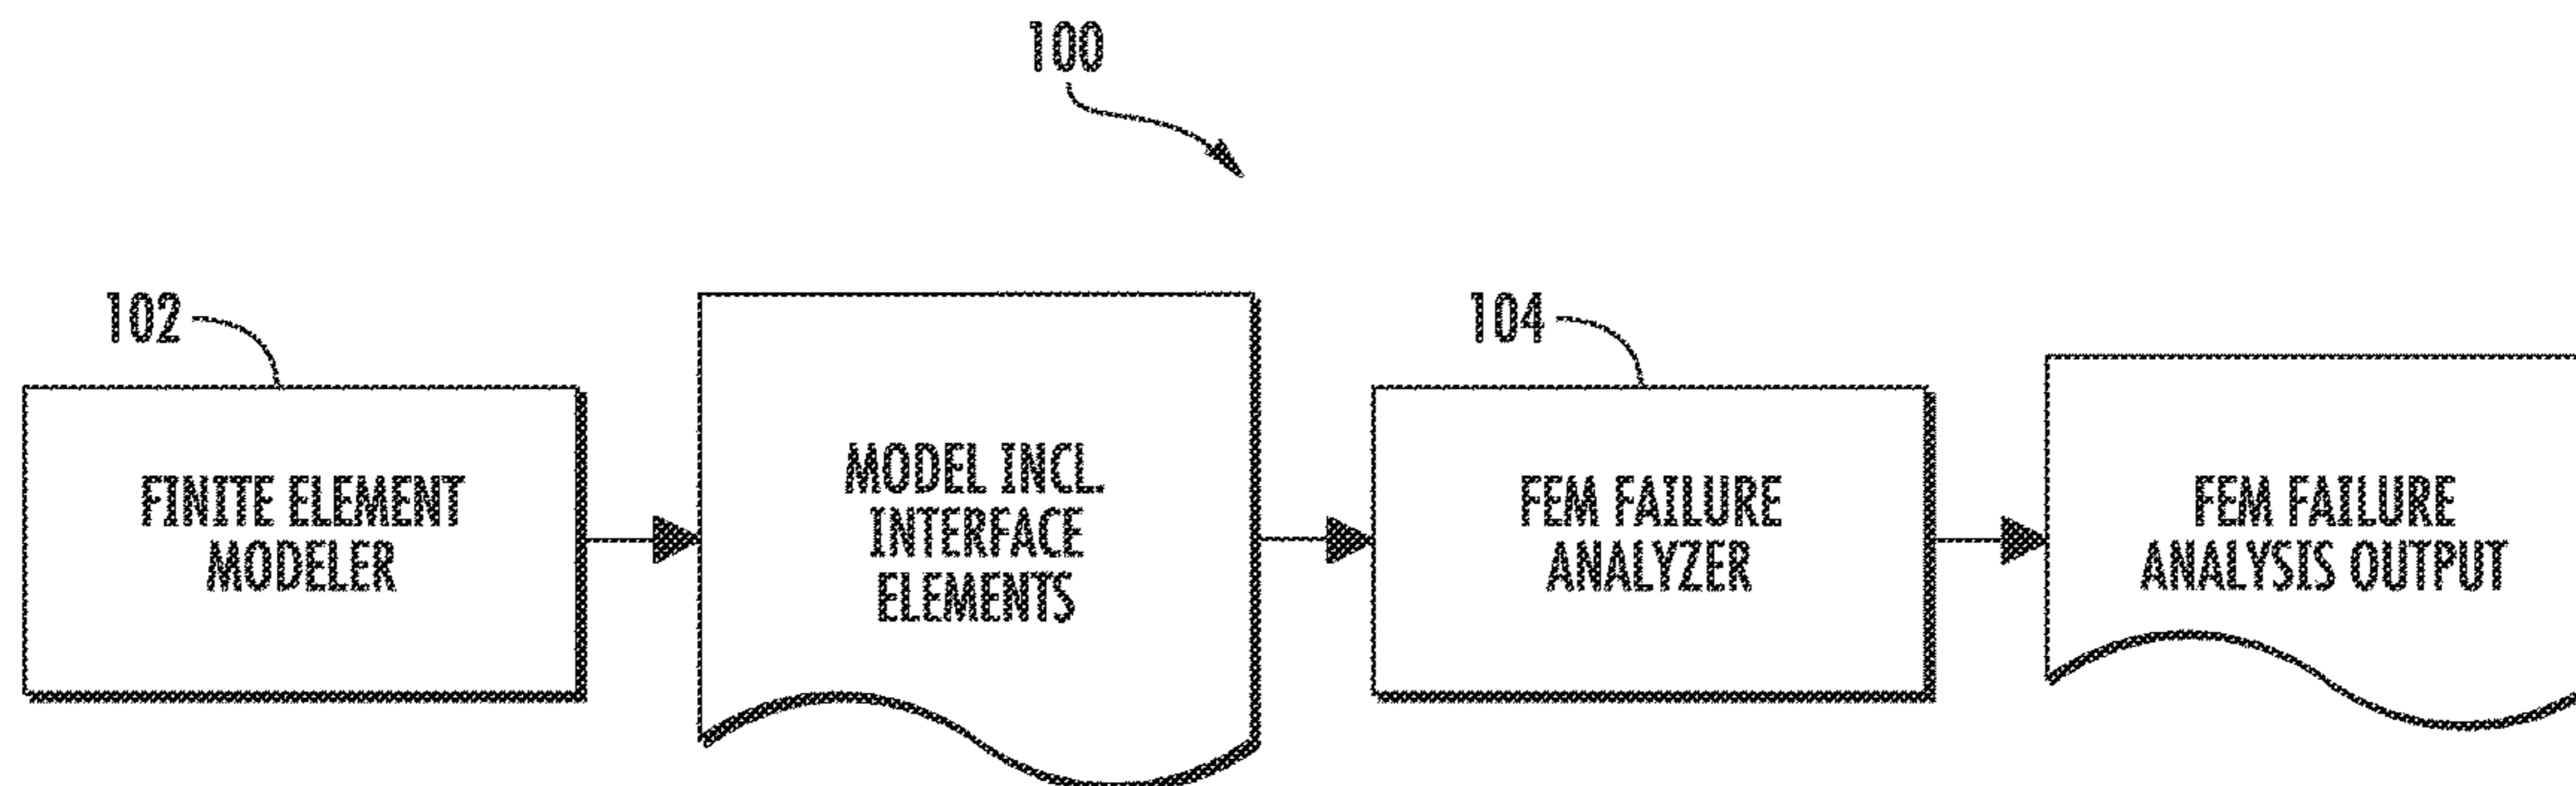 100
102
FINITE ELEMENT
MODELER
MODEL INCL.
INTERFACE
ELEMENTS
104
FEM FAILURE
ANALYZER
FEM FAILURE
ANALYSIS OUTPUT